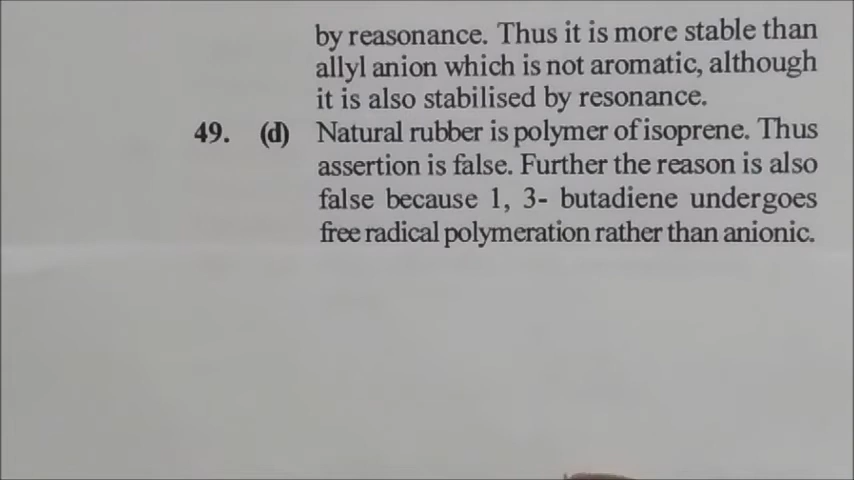 by reasonance. Thus it is more stable than
allyl anion which is not aromatic, although
it is also stabilised by resonance.
49. (d) Natural rubber is polymer of isoprene. Thus
assertion is false. Further the reason is also
false because 1, 3- butadiene undergoes
free radical polymeration rather than anionic.